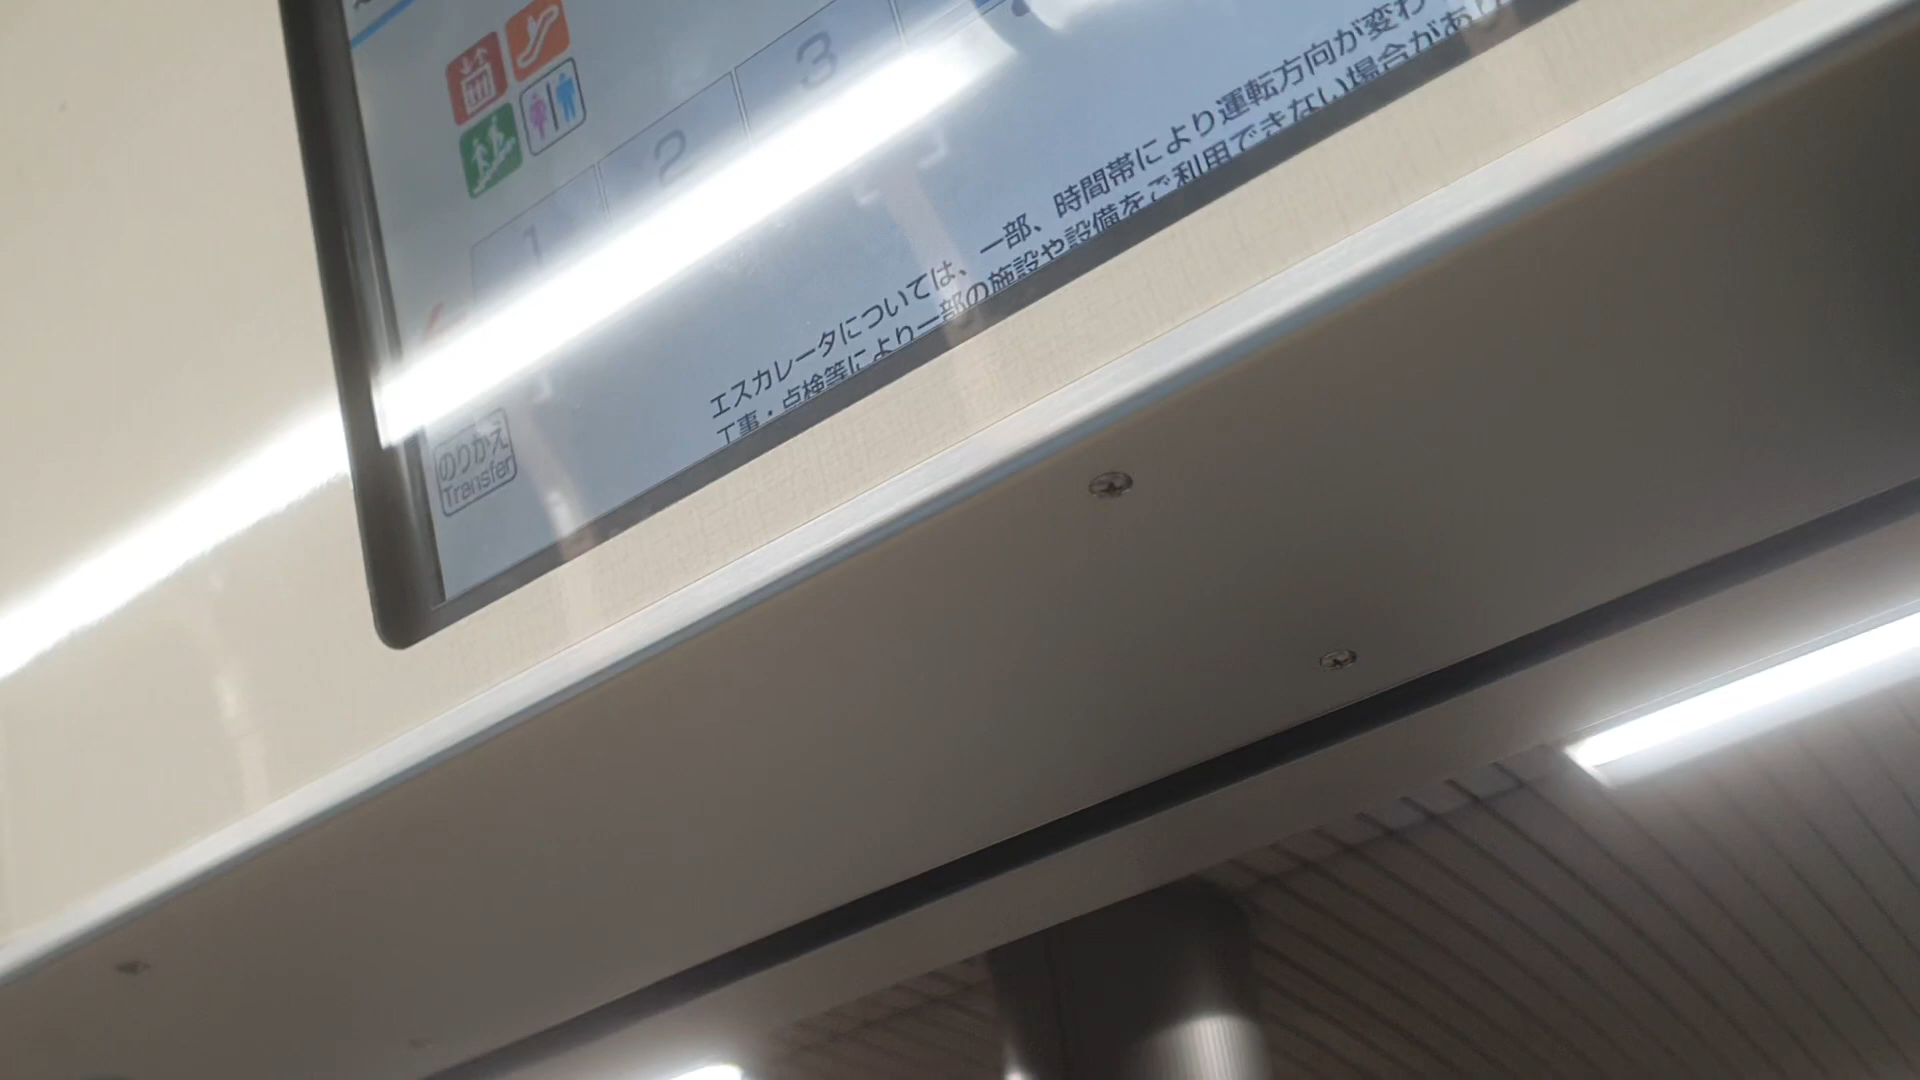 3
2
1
エスカレータについては、一部、時間帯により運転方向が変わ
工事・点検等により一部の施設や設備をご利用できない場合があり
のりかえ
Transfer